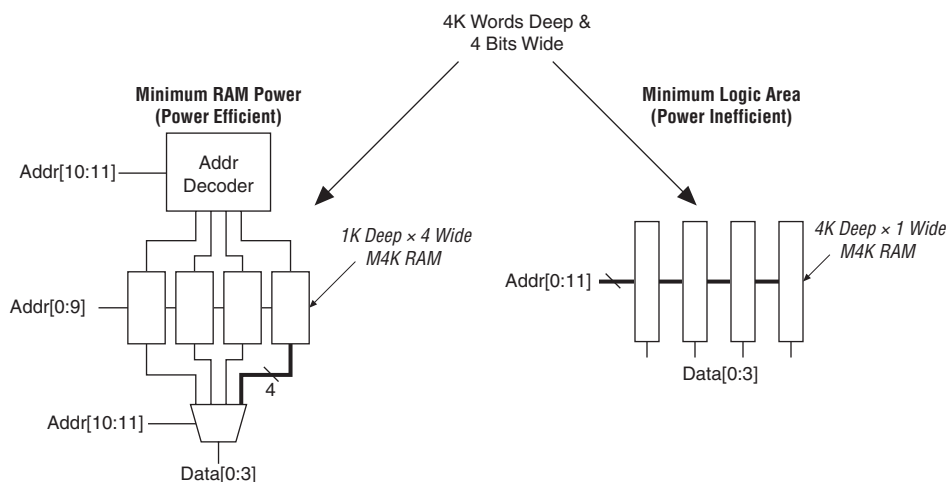 4K Words Deep &
4 Bits Wide
Minimum RAM Power
(Power Efficient)
Minimum Logic Area
(Power Inefficient)
Addr[10:11]
Addr
Decoder
1K Deep × 4 Wide
M4K RAM
4K Deep × 1 Wide
M4K RAM
Addr[0:9]
Addr[0:11]
4
Data[0:3]
Addr[10:11]
Data[0:3]